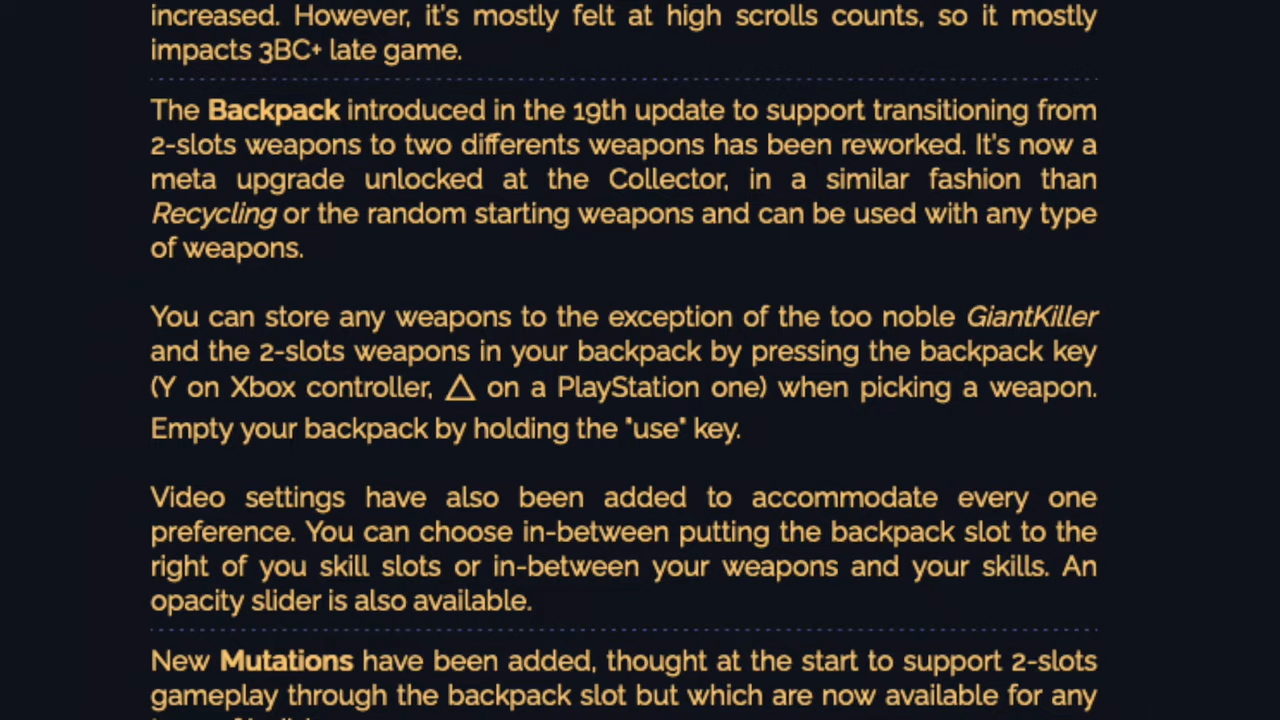 increased. However, it's mostly felt at high scrolls counts, so it mostly
impacts 3BC+ late game.
The Backpack introduced in the 19th update to support transitioning from
2-slots weapons to two differents weapons has been reworked. It's now a
meta upgrade unlocked at the Collector, in a similar fashion than
Recycling or the random starting weapons and can be used with any type
of weapons.
You can store any weapons to the exception of the too noble GiantKiller
and the 2-slots weapons in your backpack by pressing the backpack key
(Y on Xbox controller, △ on a PlayStation one) when picking a weapon.
Empty your backpack by holding the "use" key.
Video settings have also been added to accommodate every one
preference. You can choose in-between putting the backpack slot to the
right of you skill slots or in-between your weapons and your skills. An
opacity slider is also available.
New Mutations have been added, thought at the start to support 2-slots
gameplay through the backpack slot but which are now available for any